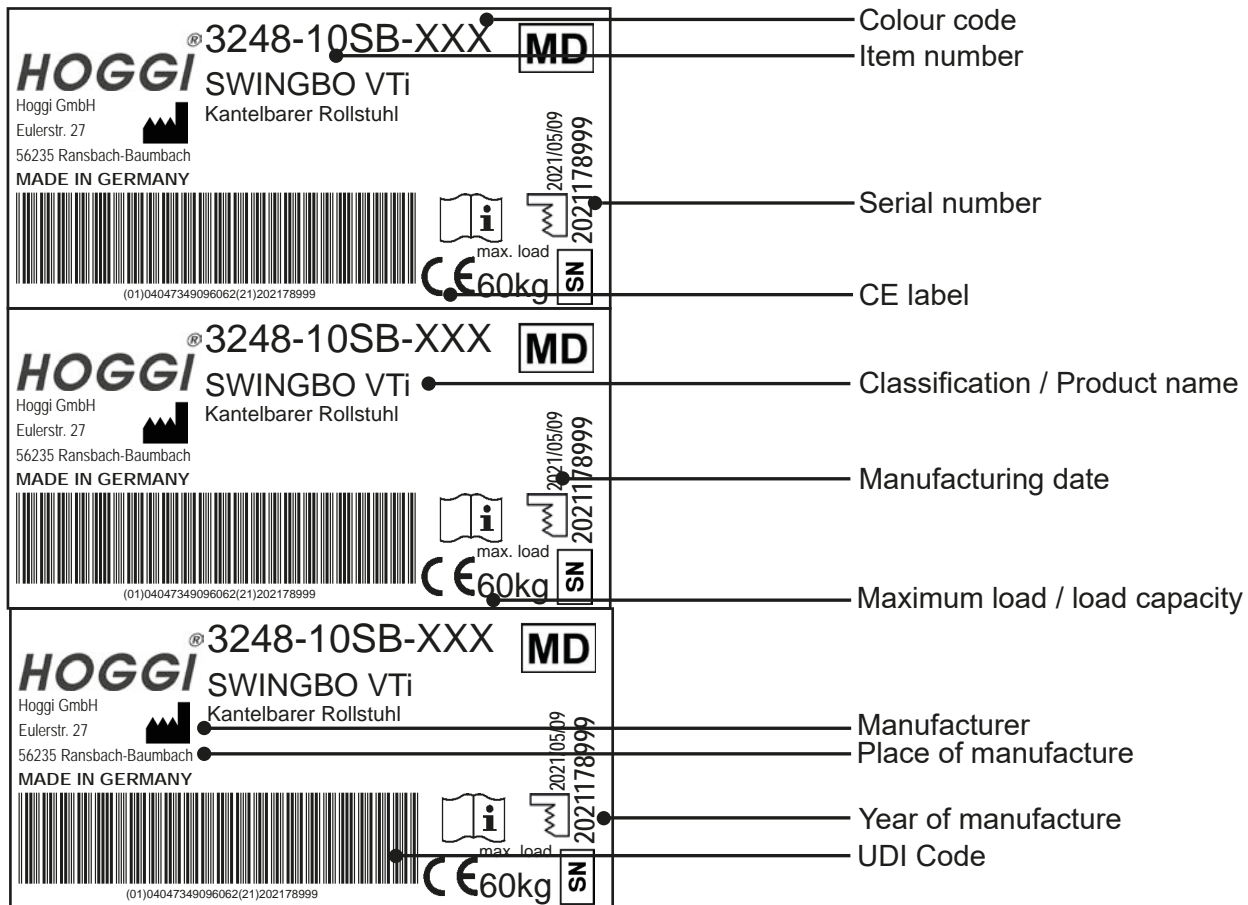 HOGGI®
3248-10SB-XXX
MD
SWINGBO VTi
Kantelbarer Rollstuhl
Hoggi GmbH
Eulerstr. 27
56235 Ransbach-Baumbach
MADE IN GERMANY
i
2021/05/09
2021178999
SN
max. load
CE 60kg
(01)04047349096062(21)202178999
Colour code
Item number
Serial number
CE label
HOGGI®
3248-10SB-XXX
MD
SWINGBO VTi
Kantelbarer Rollstuhl
Hoggi GmbH
Eulerstr. 27
56235 Ransbach-Baumbach
MADE IN GERMANY
i
2021/05/09
2021178999
SN
max. load
CE 60kg
(01)04047349096062(21)202178999
Classification / Product name
Manufacturing date
Maximum load / load capacity
HOGGI®
3248-10SB-XXX
MD
SWINGBO VTi
Kantelbarer Rollstuhl
Hoggi GmbH
Eulerstr. 27
56235 Ransbach-Baumbach
MADE IN GERMANY
i
2021/05/09
2021178999
SN
max. load
CE 60kg
(01)04047349096062(21)202178999
Manufacturer
Place of manufacture
Year of manufacture
UDI Code